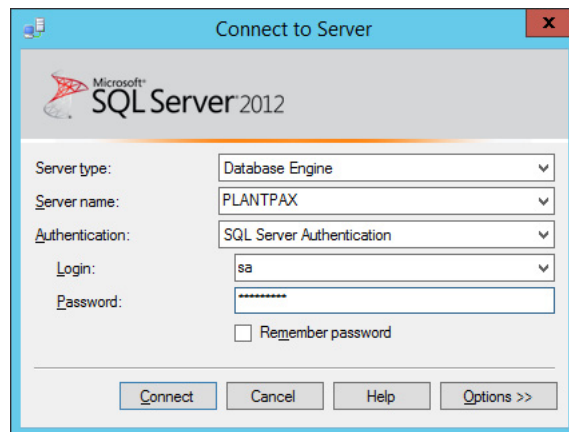 Connect to Server
x
Microsoft®
SQL Server® 2012
Server type: Database Engine
Server name: PLANTPAX
Authentication: SQL Server Authentication
Login: sa
Password: *********
Remember password
Connect Cancel Help Options >>